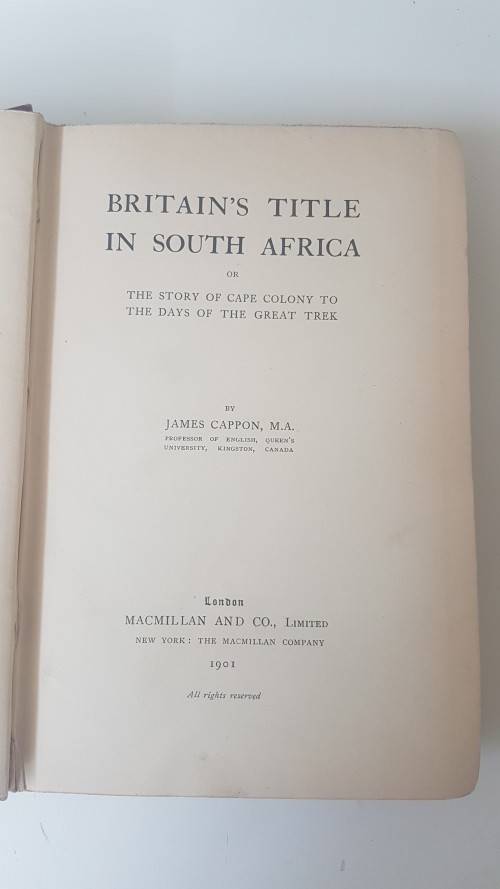 BRITAIN'S TITLE
IN SOUTH AFRICA
OR
THE STORY OF CAPE COLONY TO
THE DAYS OF THE GREAT TREK
BY
JAMES CAPPON, M.A.
PROFESSOR OF ENGLISH, QUEEN'S
UNIVERSITY, KINGSTON, CANADA
London
MACMILLAN AND CO., LIMITED
NEW YORK: THE MACMILLAN COMPANY
1901
All rights reserved